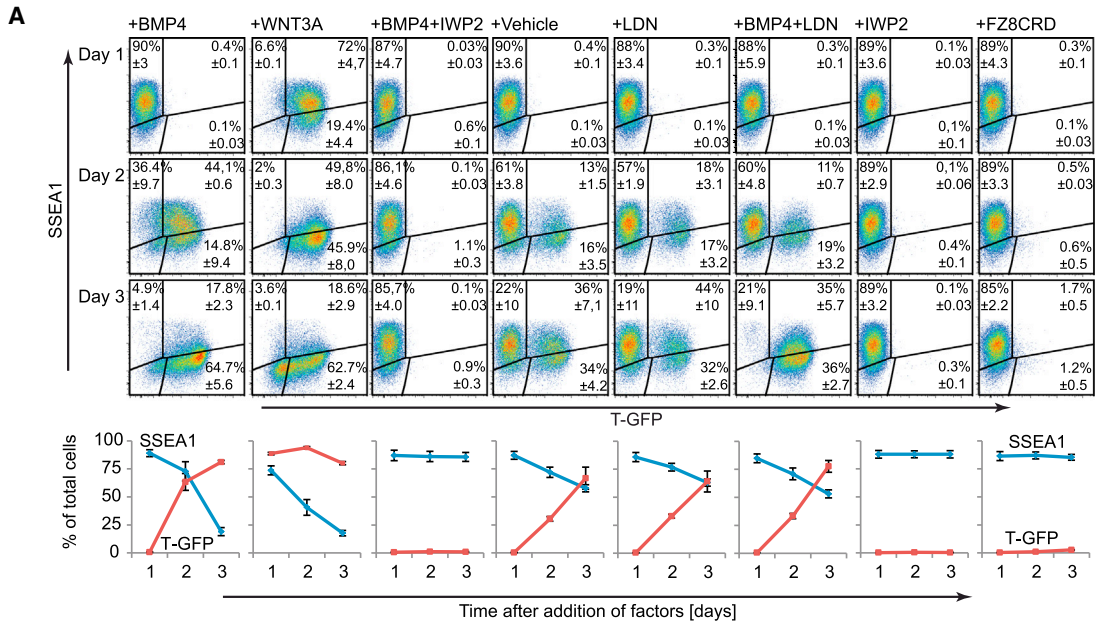 A
+BMP4 +WNT3A +BMP4+IWP2 +Vehicle +LDN +BMP4+LDN +IWP2 +FZ8CRD
SSEA1
Day 1
90% 0.4% 6.6% 72% 87% 0.03% 90% 0.4% 88% 0.3% 88% 0.3% 89% 0.1% 89% 0.3%
±3 ±0.1 ±0.1 ±4,7 ±4.7 ±0.03 ±3.6 ±0.1 ±3.4 ±0.1 ±5.9 ±0.1 ±3.6 ±0.03 ±4.3 ±0.1
0.1% 19.4% 0.6% 0.1% 0.1% 0.1% 0,1% 0.1%
±0.03 ±4.4 ±0.1 ±0.03 ±0.03 ±0.03 ±0.1 ±0.03
Day 2
36.4% 44,1% 2% 49,8% 86,1% 0.1% 61% 13% 57% 18% 60% 11% 89% 0,1% 89% 0.5%
±9.7 ±0.6 ±0.3 ±8.0 ±4.6 ±0.03 ±3.8 ±1.5 ±1.9 ±3.1 ±4.8 ±0.7 ±2.9 ±0.06 ±3.3 ±0.03
14.8% 45.9% 1.1% 16% 17% 19% 0.4% 0.6%
±9.4 ±8,0 ±0.3 ±3.5 ±3.2 ±3.2 ±0.1 ±0.5
Day 3
4.9% 17.8% 3.6% 18.6% 85,7% 0.1% 22% 36% 19% 44% 21% 35% 89% 0.1% 85% 1.7%
±1.4 ±2.3 ±0.1 ±2.9 ±4.0 ±0.03 ±10 ±7,1 ±11 ±10 ±9.1 ±5.7 ±3.2 ±0.03 ±2.2 ±0.5
64.7% 62.7% 0.9% 34% 32% 36% 0.3% 1.2%
±5.6 ±2.4 ±0.3 ±4.2 ±2.6 ±2.7 ±0.1 ±0.5
T-GFP
% of total cells
100
75
50
25
0
SSEA1 SSEA1
T-GFP T-GFP
1 2 3 1 2 3 1 2 3 1 2 3 1 2 3 1 2 3 1 2 3 1 2 3
Time after addition of factors [days]